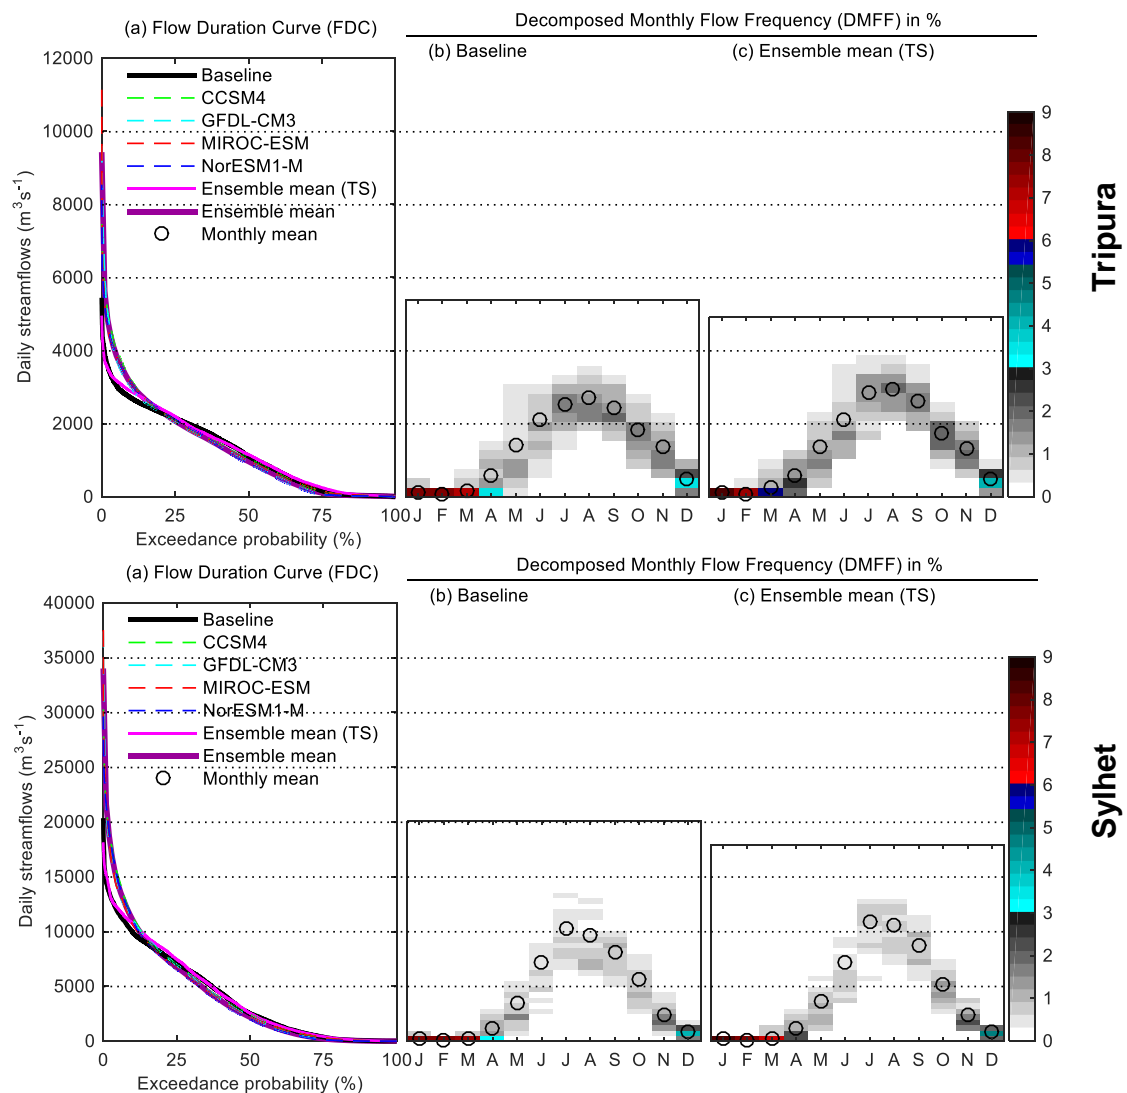 (a) Flow Duration Curve (FDC)
Decomposed Monthly Flow Frequency (DMFF) in %
(b) Baseline
(c) Ensemble mean (TS)
12000
10000
8000
6000
4000
2000
0
Daily streamflows (m³s⁻¹)
Baseline
CCSM4
GFDL-CM3
MIROC-ESM
NorESM1-M
Ensemble mean (TS)
Ensemble mean
Monthly mean
0 25 50 75 100
Exceedance probability (%)
J F M A M J J A S O N D
J F M A M J J A S O N D
9
8
7
6
5
4
3
2
1
0
Tripura
(a) Flow Duration Curve (FDC)
Decomposed Monthly Flow Frequency (DMFF) in %
(b) Baseline
(c) Ensemble mean (TS)
40000
35000
30000
25000
20000
15000
10000
5000
0
Daily streamflows (m³s⁻¹)
Baseline
CCSM4
GFDL-CM3
MIROC-ESM
NorESM1-M
Ensemble mean (TS)
Ensemble mean
Monthly mean
0 25 50 75 100
Exceedance probability (%)
J F M A M J J A S O N D
J F M A M J J A S O N D
9
8
7
6
5
4
3
2
1
0
Sylhet